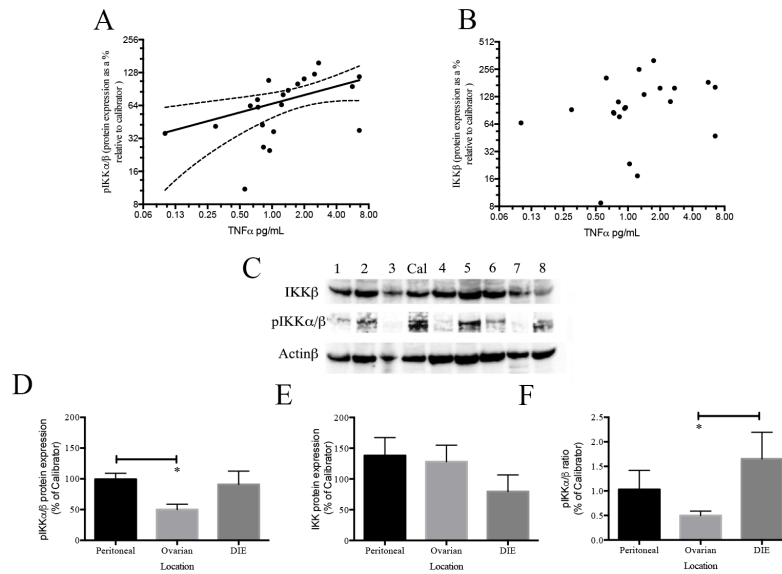 A
B
pIKKα/β (protein expression as a %
relative to calibrator )
256
128
64
32
16
8
0.06 0.13 0.25 0.50 1.00 2.00 4.00 8.00
TNFα pg/mL
IKKβ (protein expression as a %
relative to calibrator )
512
256
128
64
32
16
8
0.06 0.13 0.25 0.50 1.00 2.00 4.00 8.00
TNFα pg/mL
C
1 2 3 Cal 4 5 6 7 8
IKKβ
pIKKα/β
Actinβ
D
pIKKα/β protein expression
(% of Calibrator)
200
150
100
50
0
*
Peritoneal Ovarian DIE
Location
E
IKK protein expression
(% of Calibrator)
200
150
100
50
0
Peritoneal Ovarian DIE
Location
F
pIKKα/β ratio
(% of Calibrator)
2.5
2.0
1.5
1.0
0.5
0.0
*
Peritoneal Ovarian DIE
Location